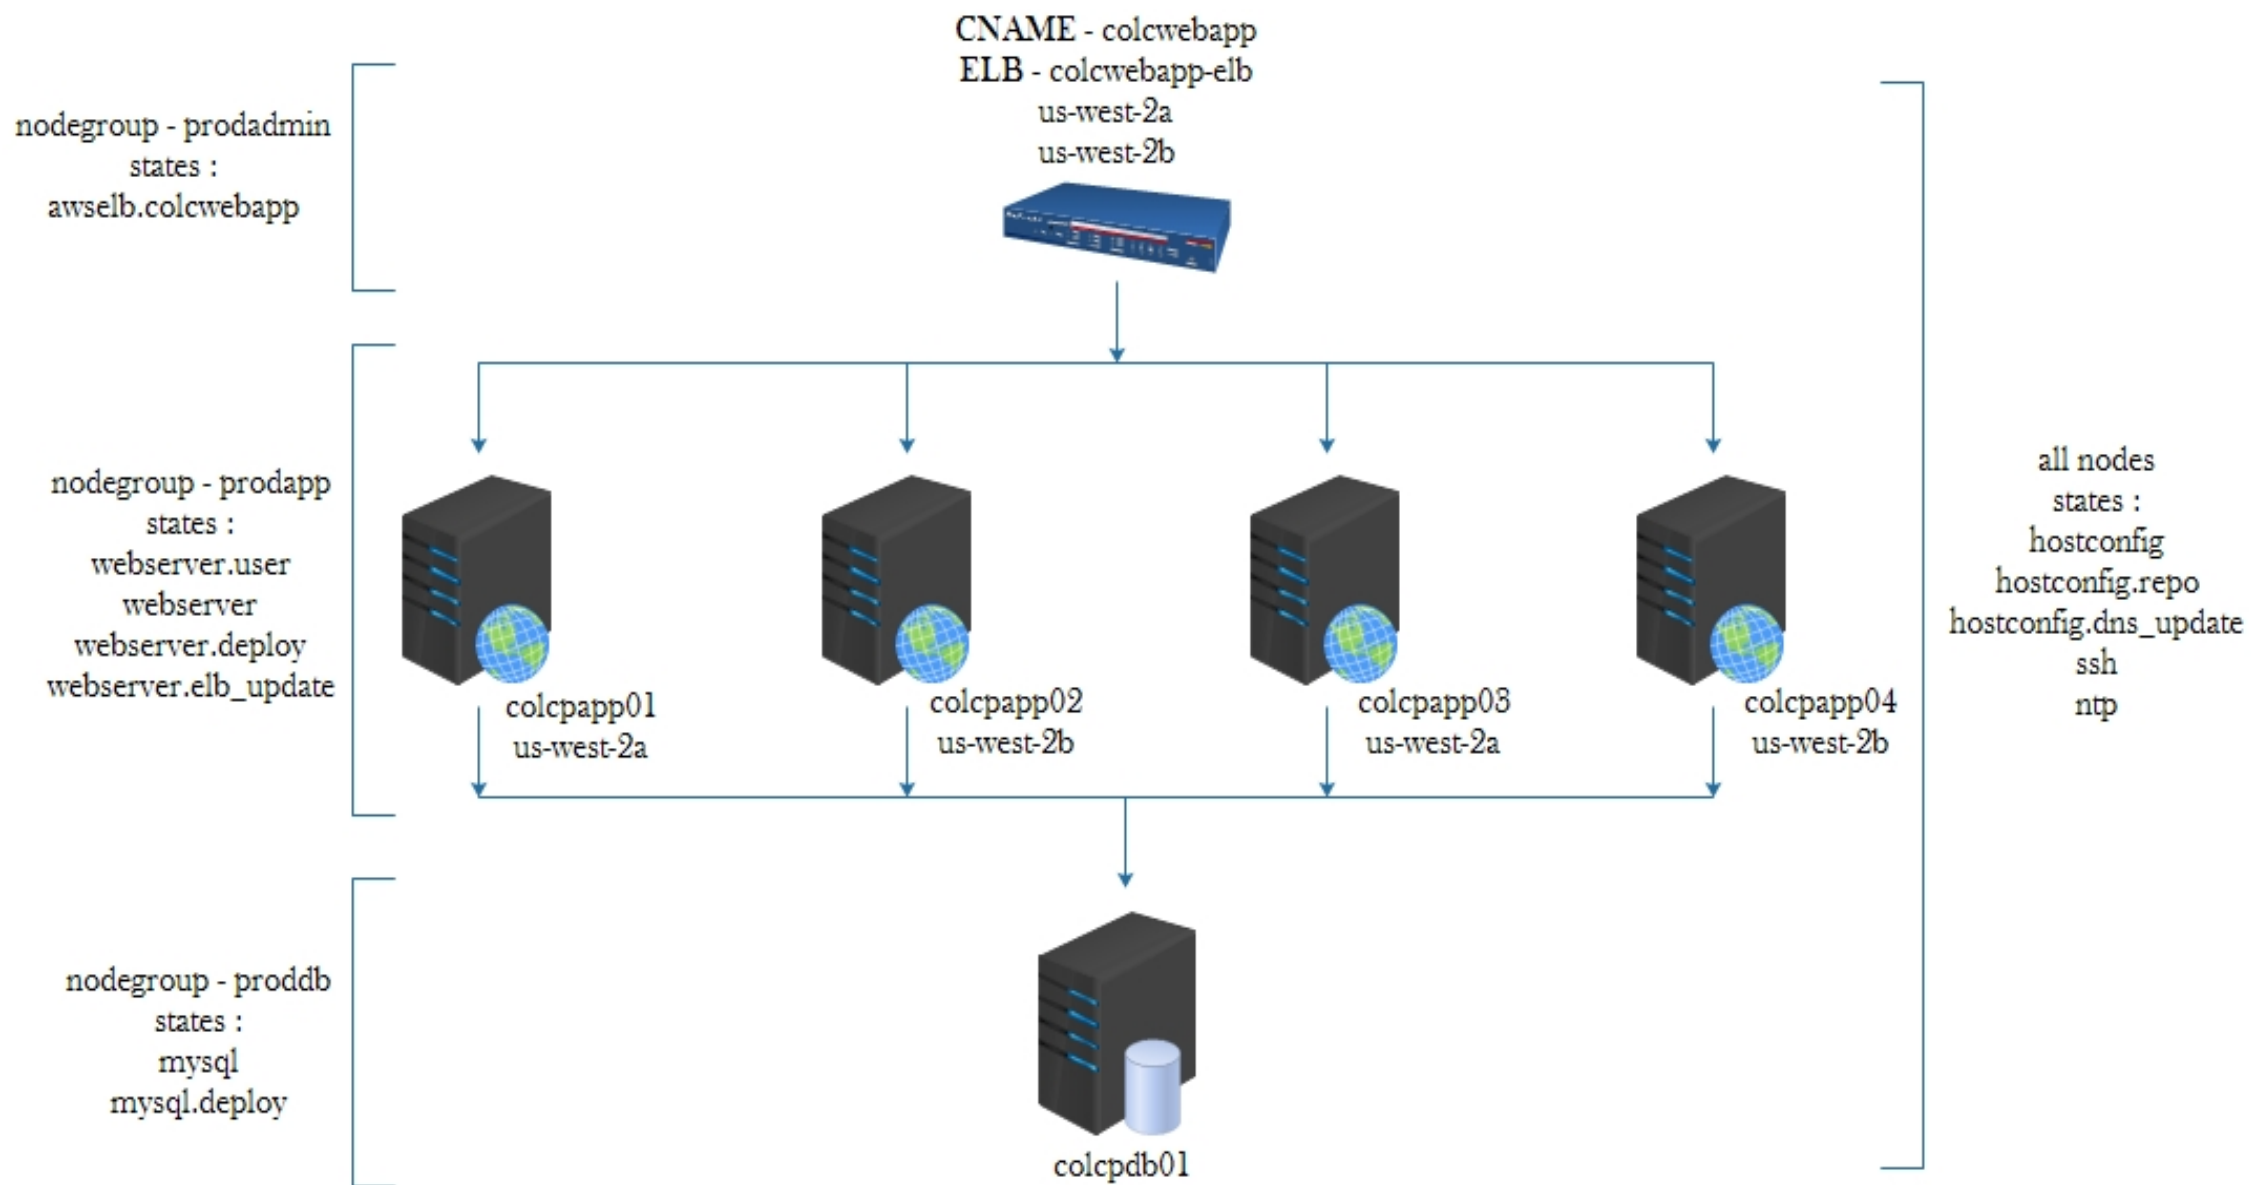 CNAME - colcwebapp
ELB - colcwebapp-elb
us-west-2a
us-west-2b
nodegroup - prodadmin
states :
awselb.colcwebapp
nodegroup - prodapp
states :
webserver.user
webserver
webserver.deploy
webserver.elb_update
colcpapp01
us-west-2a
colcpapp02
us-west-2b
colcpapp03
us-west-2a
colcpapp04
us-west-2b
all nodes
states :
hostconfig
hostconfig.repo
hostconfig.dns_update
ssh
ntp
nodegroup - proddb
states :
mysql
mysql.deploy
colcpdb01